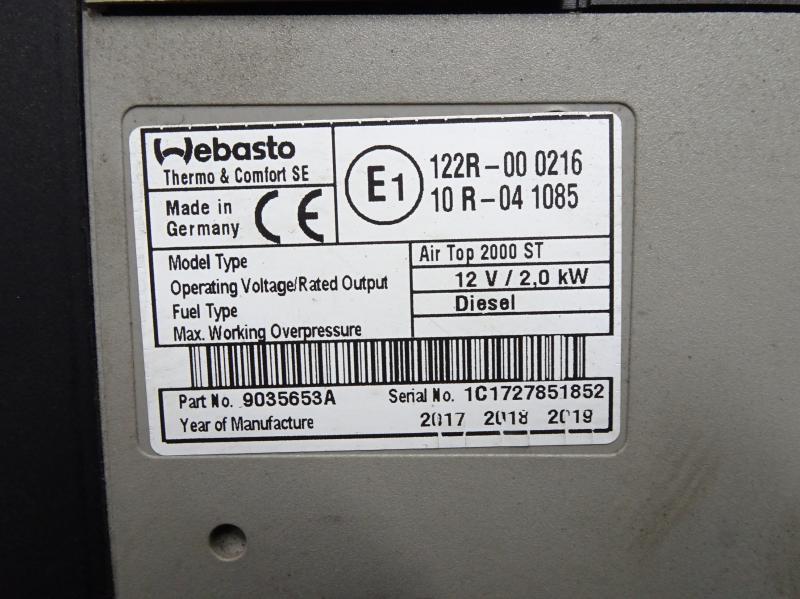 Webasto
Thermo & Comfort SE
Made in
Germany
CE
E1
122R-00 0216
10 R-04 1085
Model Type
Air Top 2000 ST
Operating Voltage/Rated Output
12 V / 2,0 kW
Fuel Type
Diesel
Max. Working Overpressure
Part No. 9035653A
Serial No. 1C1727851852
Year of Manufacture
2017 2018 2019